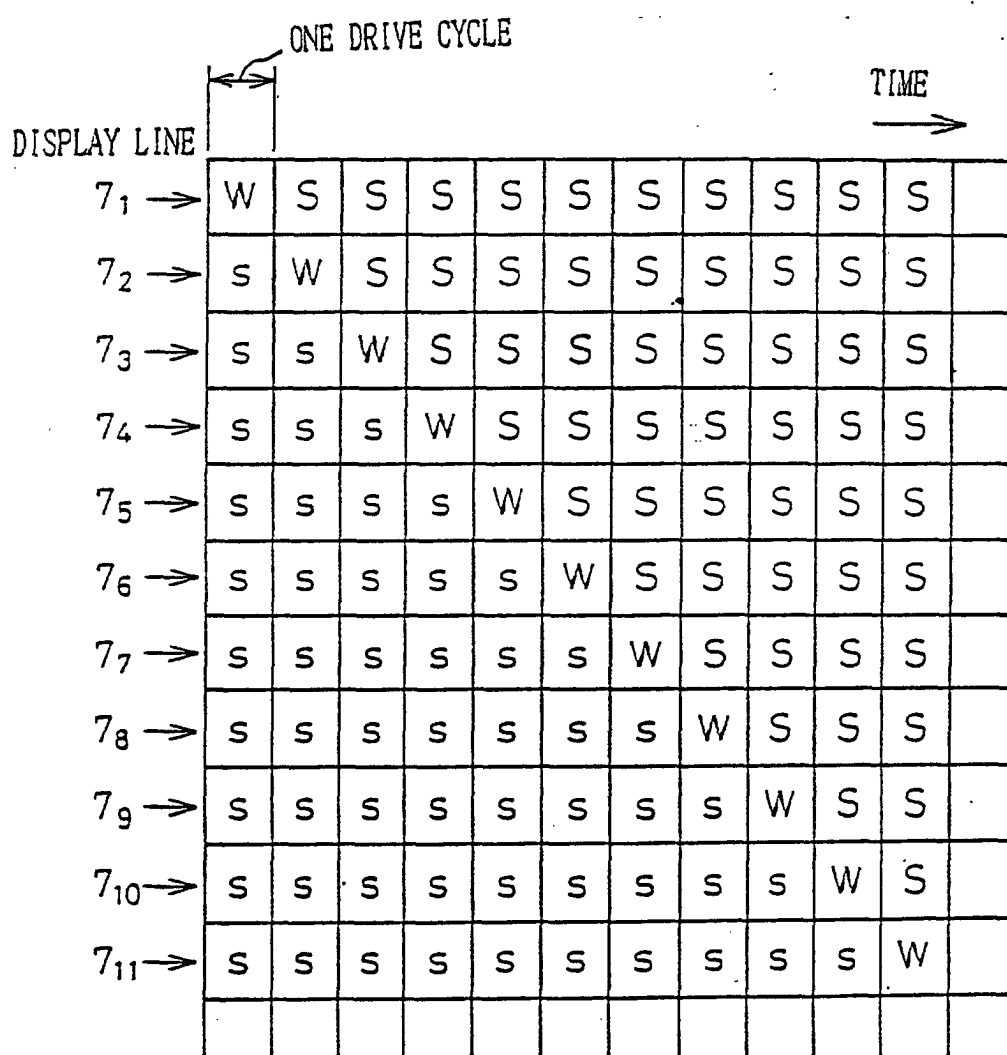 ONE DRIVE CYCLE
TIME
DISPLAY LINE
7₁ → W S S S S S S S S S S
7₂ → s W S S S S S S S S S
7₃ → s s W S S S S S S S S
7₄ → s s s W S S S S S S S
7₅ → s s s s W S S S S S S
7₆ → s s s s s W S S S S S
7₇ → s s s s s s W S S S S
7₈ → s s s s s s s W S S S
7₉ → s s s s s s s s W S S
7₁₀ → s s s s s s s s s W S
7₁₁ → s s s s s s s s s s W